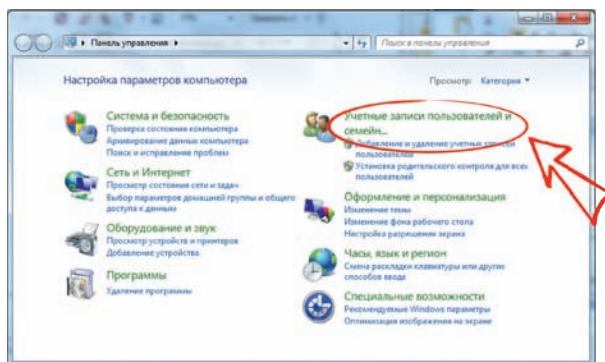 Панель управления
Поиск в панели управления
Настройка параметров компьютера
Просмотр: Категория
Система и безопасность
Проверка состояния компьютера
Архивирование данных компьютера
Поиск и исправление проблем
Сеть и Интернет
Просмотр состояния сети и задач
Выбор параметров домашней группы и общего
доступа к данным
Оборудование и звук
Просмотр устройств и принтеров
Добавление устройства
Программы
Удаление программы
Учетные записи пользователей и
семейн...
Добавление и удаление учетных записей
пользователей
Установка родительского контроля для всех
пользователей
Оформление и персонализация
Изменение темы
Изменение фона рабочего стола
Настройка разрешения экрана
Часы, язык и регион
Смена раскладки клавиатуры или других
способов ввода
Специальные возможности
Рекомендуемые Windows параметры
Оптимизация изображения на экране